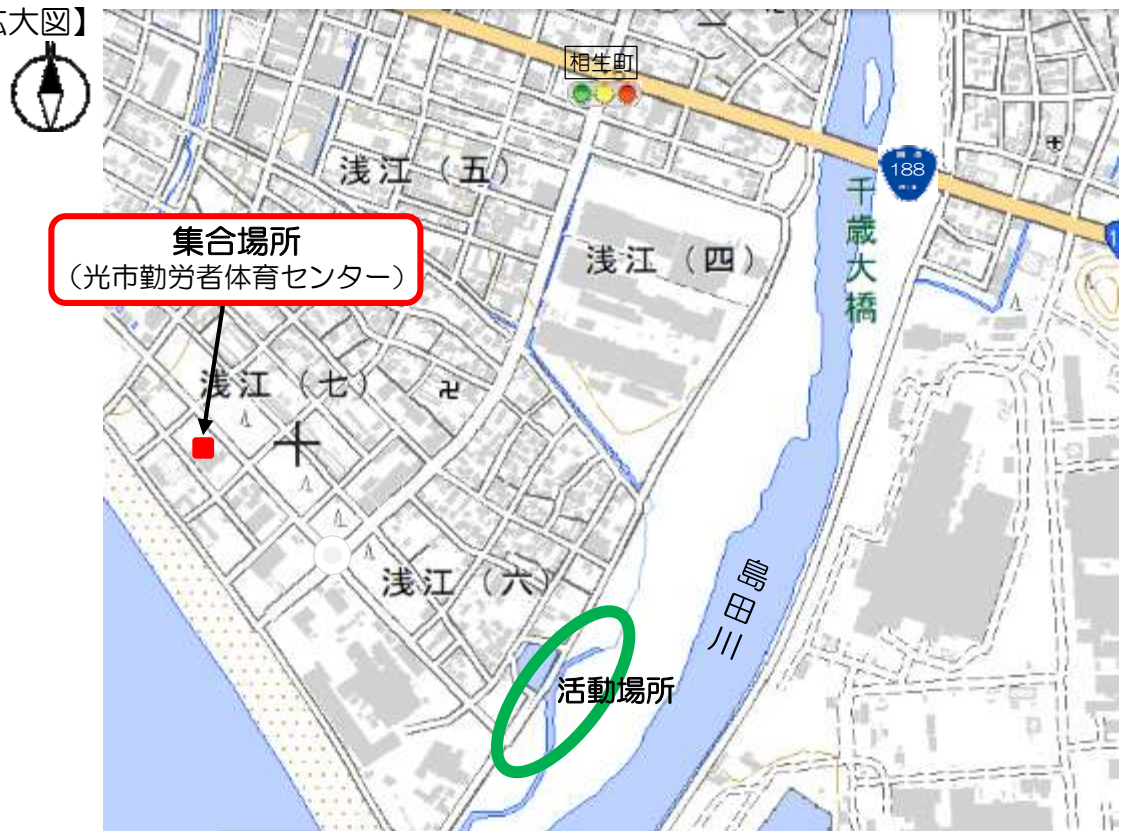 広大図】
相生町
浅江（五）
188
千歳大橋
集合場所
（光市勤労者体育センター）
浅江（四）
浅江（七）
浅江（六）
島田川
活動場所